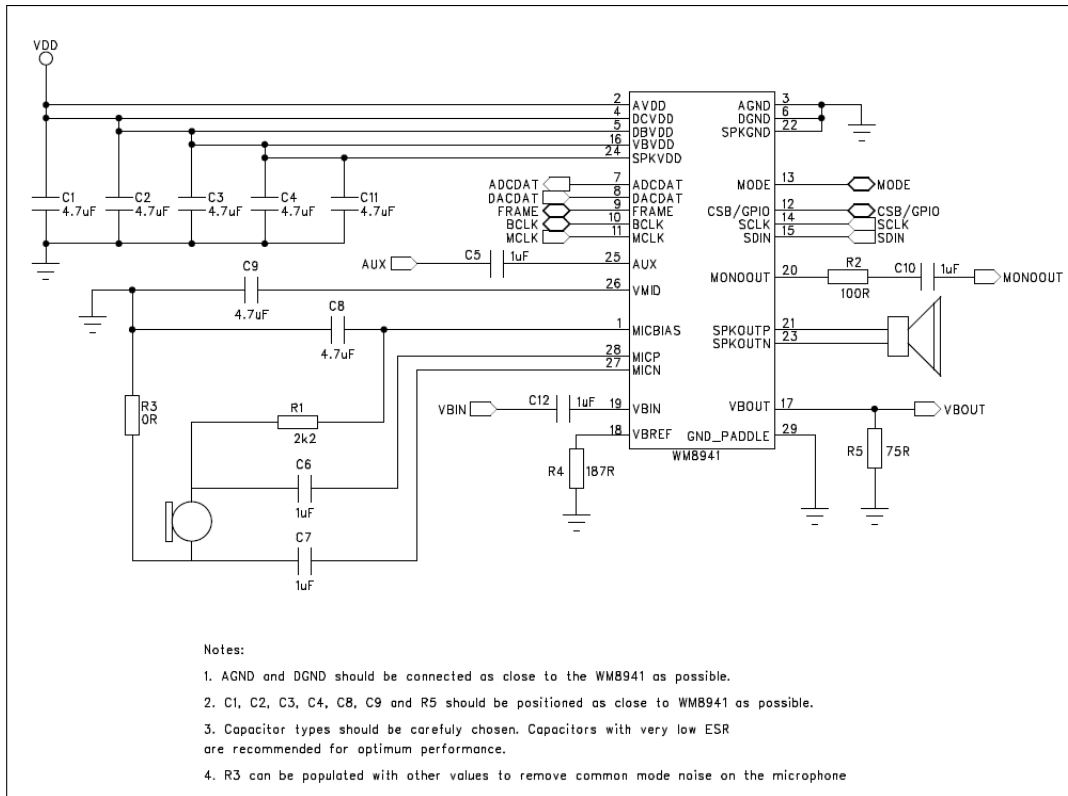 VDD
2 AVDD AGND 3
4 DCVDD DGND 6
5 DBVDD SPKGND 22
16 VBVDD
24 SPKVDD
C1 4.7uF
C2 4.7uF
C3 4.7uF
C4 4.7uF
C11 4.7uF
ADCDAT 7 ADCDAT MODE 13 MODE
DACDAT 8 DACDAT
FRAME 9 FRAME CSB/GPIO 12 CSB/GPIO
BCLK 10 BCLK SCLK 14 SCLK
MCLK 11 MCLK SDIN 15 SDIN
AUX C5 1uF 25 AUX
MONOOUT 20 R2 100R C10 1uF MONOOUT
C9 4.7uF 26 VMID
C8 4.7uF 1 MICBIAS
SPKOUTP 21
SPKOUTN 23
28 MICP
27 MICN
R3 0R
R1 2k2
VBIN C12 1uF 19 VBIN
VBOUT 17 VBOUT
18 VBREF GND_PADDLE 29
WM8941
R4 187R
R5 75R
C6
1uF
C7
1uF
Notes:
1. AGND and DGND should be connected as close to the WM8941 as possible.
2. C1, C2, C3, C4, C8, C9 and R5 should be positioned as close to WM8941 as possible.
3. Capacitor types should be carefuly chosen. Capacitors with very low ESR
are recommended for optimum performance.
4. R3 can be populated with other values to remove common mode noise on the microphone